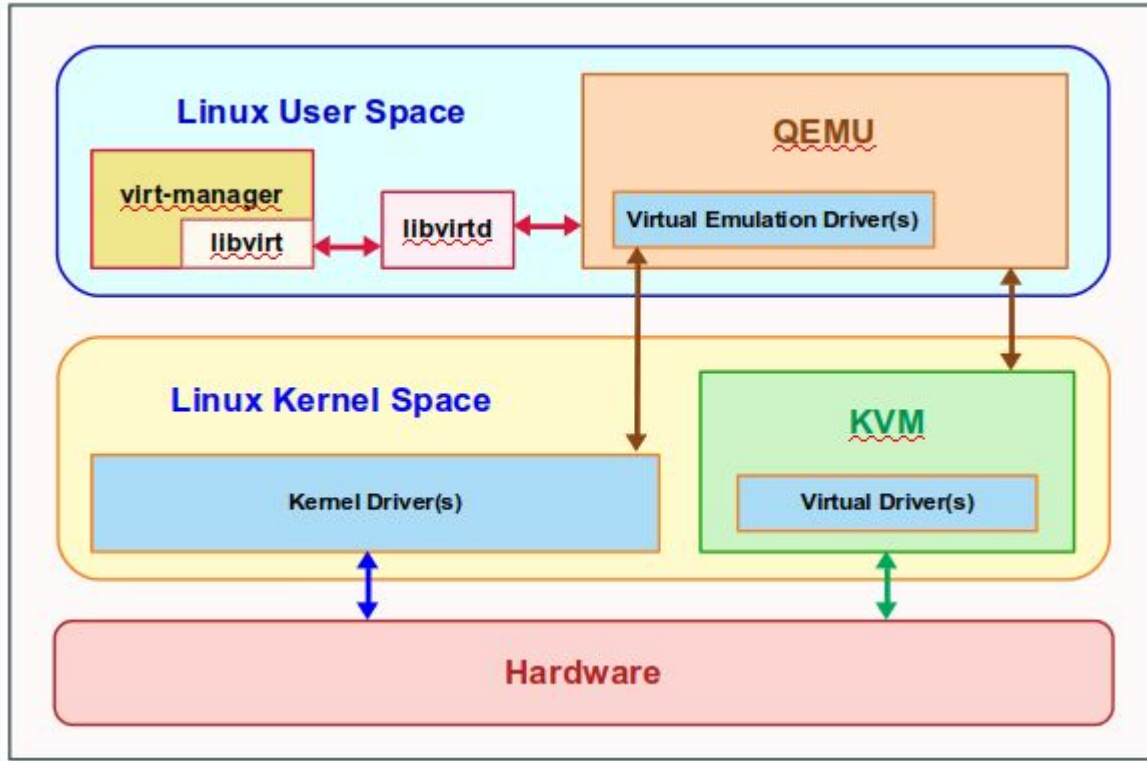 Linux User Space
QEMU
virt-manager
libvirt
libvirtd
Virtual Emulation Driver(s)
Linux Kernel Space
KVM
Kernel Driver(s)
Virtual Driver(s)
Hardware